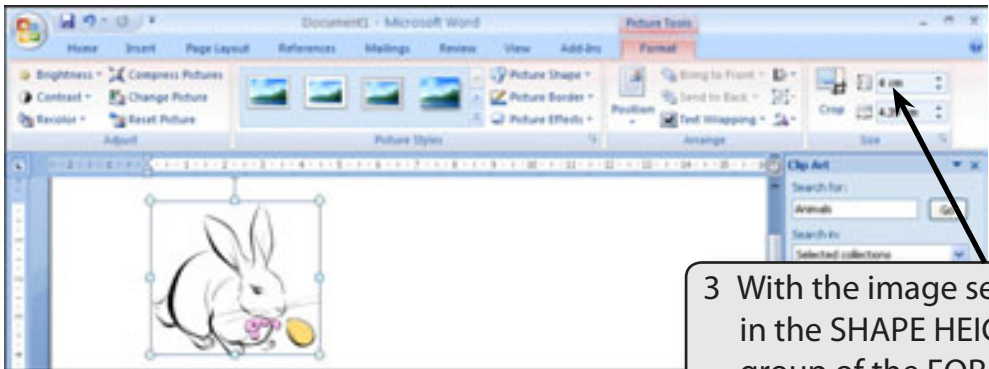 Document1 - Microsoft Word
Picture Tools
Home Insert Page Layout References Mailings Review View Add-Ins Format
Brightness Compress Pictures Picture Shape Bring to Front
Contrast Change Picture Picture Border Position Send to Back Crop 4 cm
Recolor Reset Picture Picture Effects Text Wrapping
Adjust Picture Styles Arrange Size
Clip Art
Search for:
Animals Go
Search in:
Selected collections
3 With the image se
in the SHAPE HEI
group of the FOR